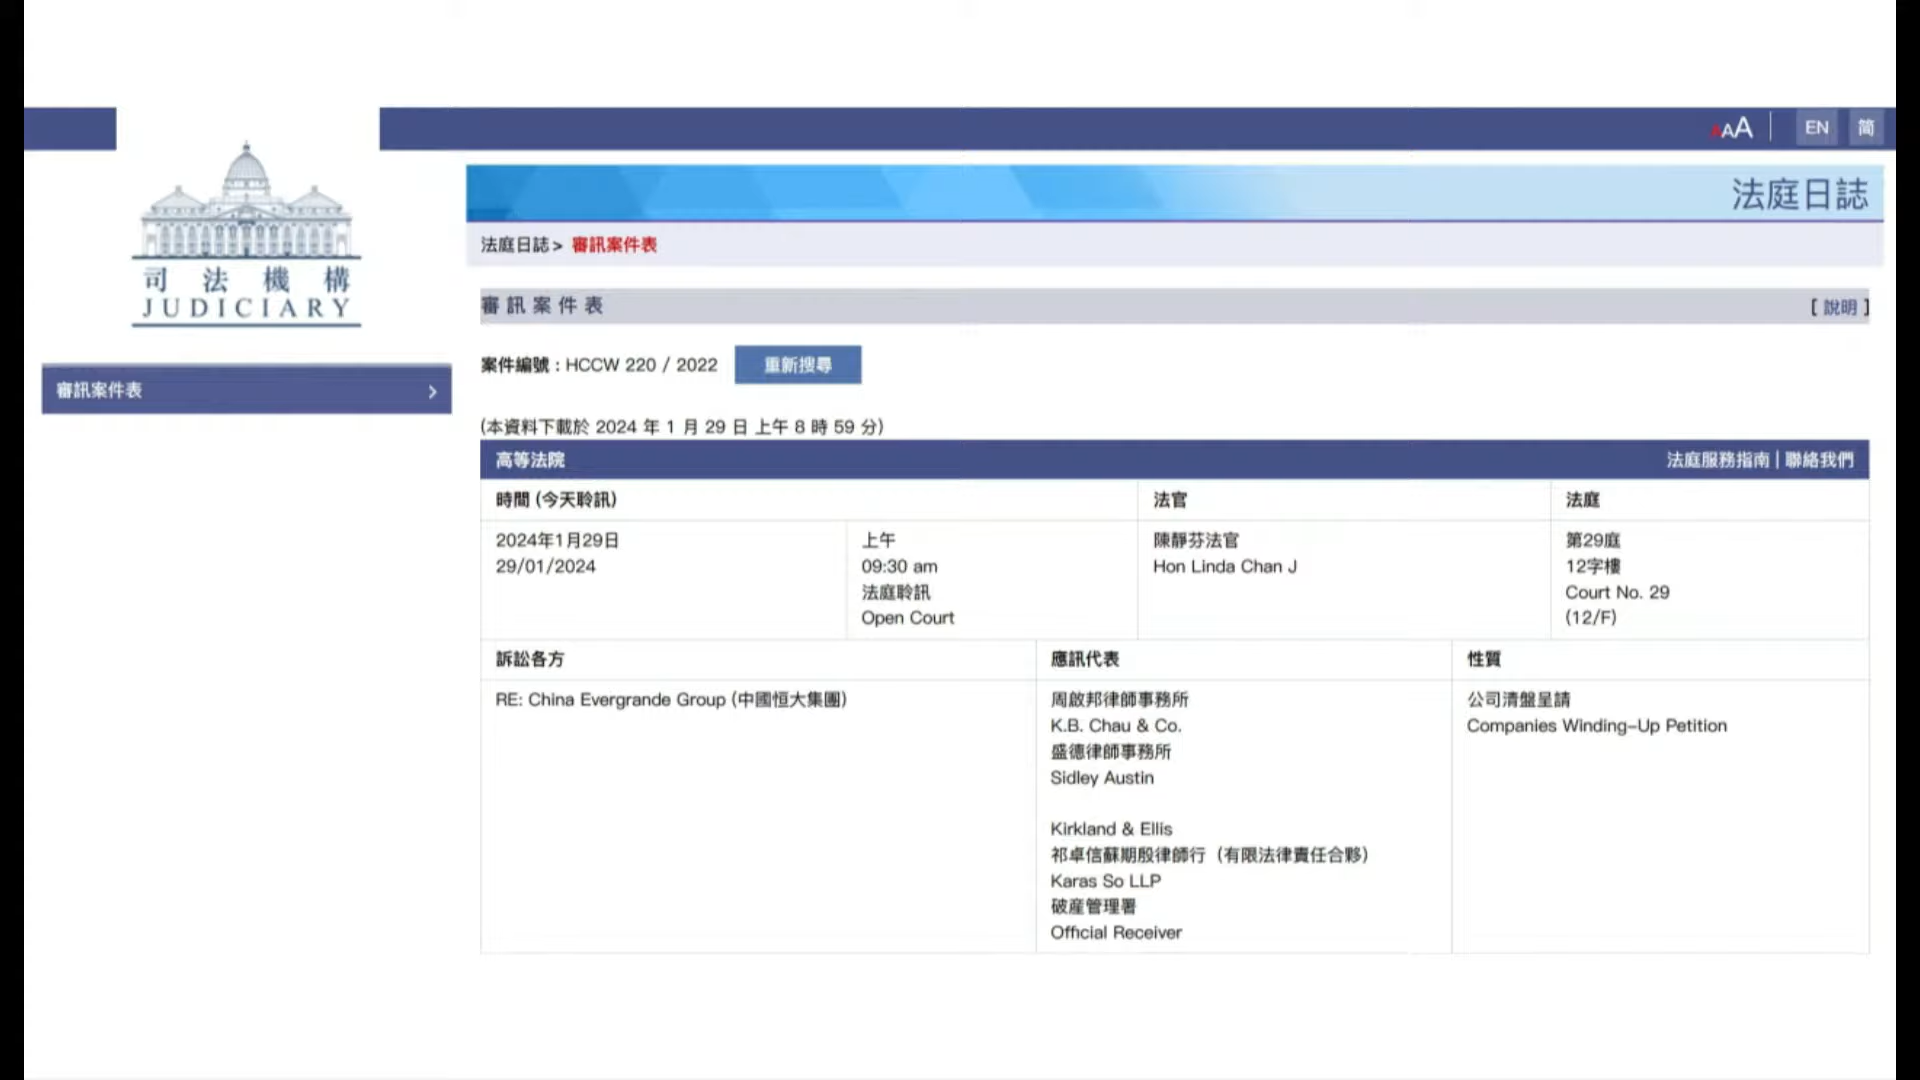 AAA
EN
简
司法機構
JUDICIARY
法庭日誌
法庭日誌 > 審訊案件表
審訊案件表
審訊案件表
[ 說明 ]
案件編號 : HCCW 220 / 2022
重新搜尋
(本資料下載於 2024 年 1 月 29 日 上午 8 時 59 分)
高等法院
法庭服務指南 | 聯絡我們
時間 (今天聆訊)
法官
法庭
2024年1月29日
29/01/2024
上午
09:30 am
法庭聆訊
Open Court
陳靜芬法官
Hon Linda Chan J
第29庭
12字樓
Court No. 29
(12/F)
訴訟各方
應訊代表
性質
RE: China Evergrande Group (中國恒大集團)
周啟邦律師事務所
K.B. Chau & Co.
盛德律師事務所
Sidley Austin
Kirkland & Ellis
祁卓信蘇期殷律師行（有限法律責任合夥）
Karas So LLP
破產管理署
Official Receiver
公司清盤呈請
Companies Winding-Up Petition